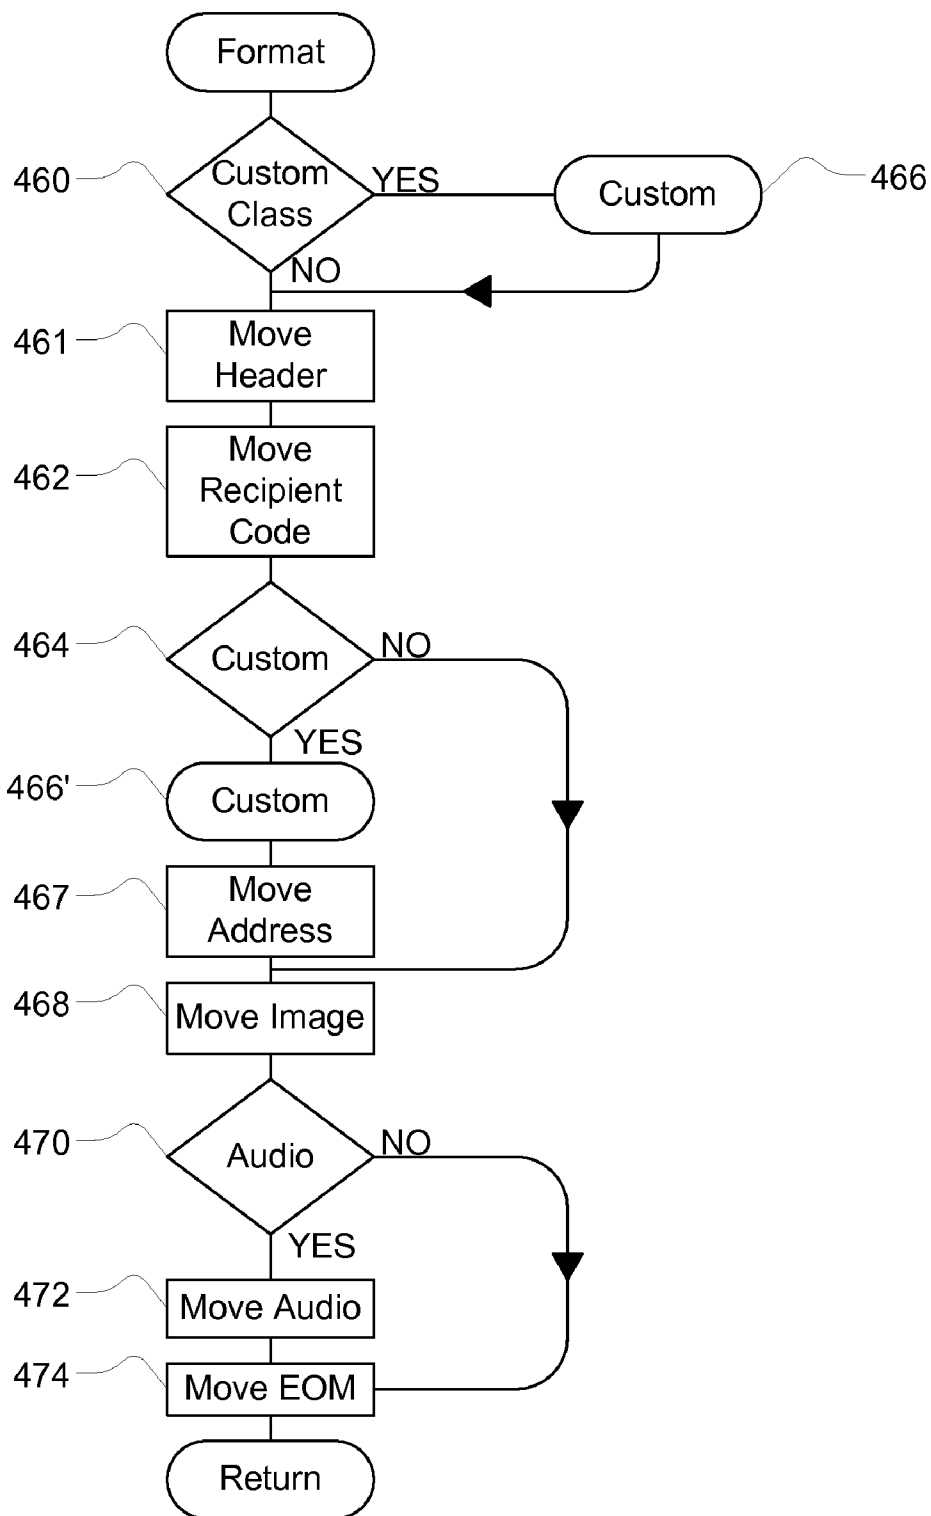 Format
460
Custom
Class
YES
Custom
466
NO
461
Move
Header
462
Move
Recipient
Code
464
Custom
NO
YES
466'
Custom
467
Move
Address
468
Move Image
470
Audio
NO
YES
472
Move Audio
474
Move EOM
Return